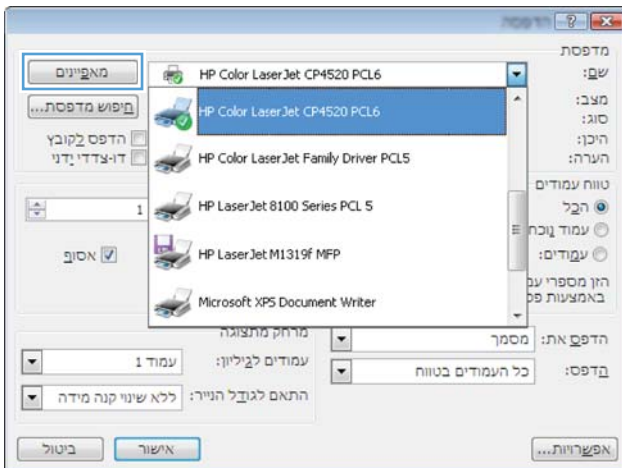 הדפסה
מדפסת
שם: HP Color LaserJet CP4520 PCL6 מאפיינים
מצב: HP Color LaserJet CP4520 PCL6 חיפוש מדפסת...
סוג:
היכן: HP Color LaserJet Family Driver PCL5 הדפס לקובץ
הערה: דו-צדדי ידני
טווח עמודים
הכל HP LaserJet 8100 Series PCL 5 1
עמוד נוכח
עמודים: HP LaserJet M1319f MFP אסוף
הזן מספרי
באמצעות Microsoft XPS Document Writer
הדפס את: מסמך מרחק מתצוגה
הדפס: כל העמודים בטווח עמודים לגיליון: 1 עמוד
התאם לגודל הנייר: ללא שינוי קנה מידה
אפשרויות... אישור ביטול